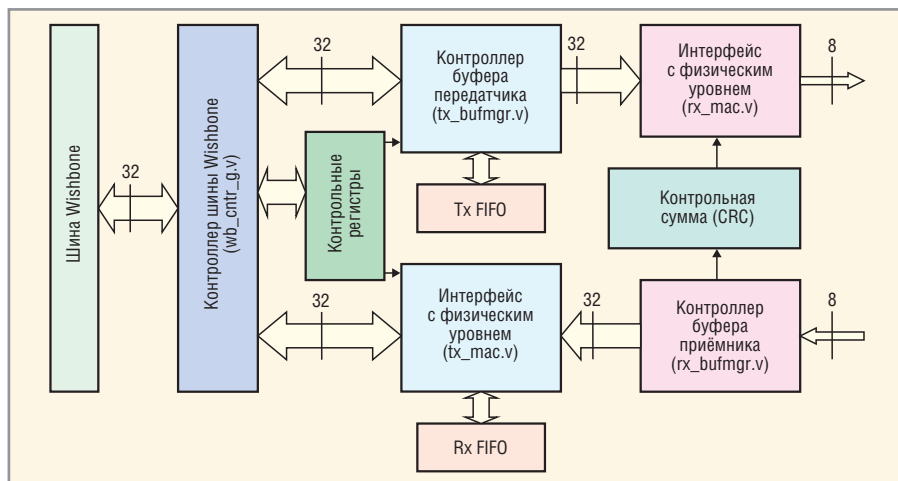 Шина Wishbone
32
Контроллер шины Wishbone
(wb_cntr_g.v)
32
Контрольные
регистры
Контроллер
буфера
передатчика
(tx_bufmgr.v)
32
Интерфейс
с физическим
уровнем
(rx_mac.v)
8
Tx FIFO
Контрольная
сумма (CRC)
32
Интерфейс
с физическим
уровнем
(tx_mac.v)
32
Контроллер
буфера
приёмника
(rx_bufmgr.v)
8
Rx FIFO